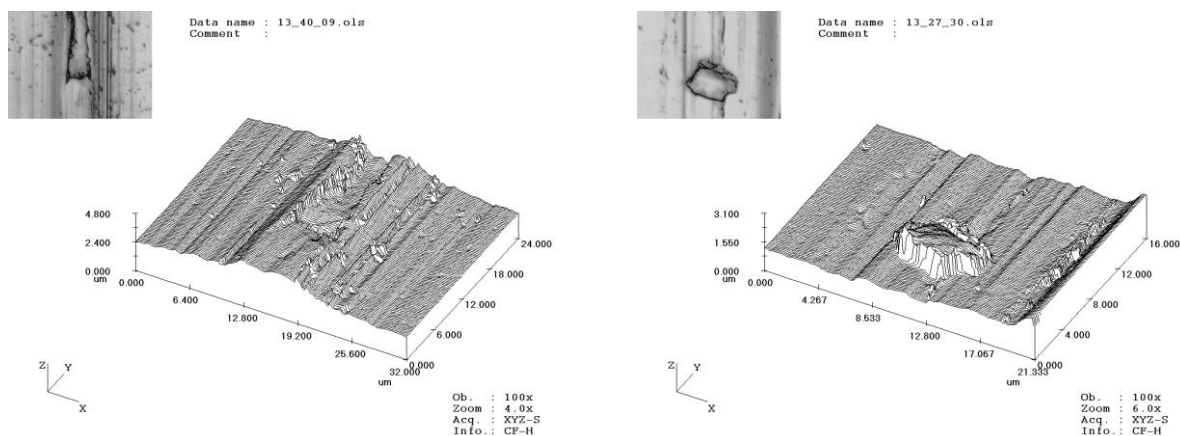 Data name : 13_40_09.ols
Comment :
4.800
2.400
0.000
um
0.000
6.400
12.800
19.200
25.600
32.000
um
0.000
6.000
12.000
18.000
24.000
Z
Y
X
Ob. : 100x
Zoom : 4.0x
Acq. : XYZ-S
Info.: CF-H
Data name : 13_27_30.ols
Comment :
3.100
1.550
0.000
um
0.000
4.267
8.533
12.800
17.067
21.333
um
0.000
4.000
8.000
12.000
16.000
Z
Y
X
Ob. : 100x
Zoom : 6.0x
Acq. : XYZ-S
Info.: CF-H